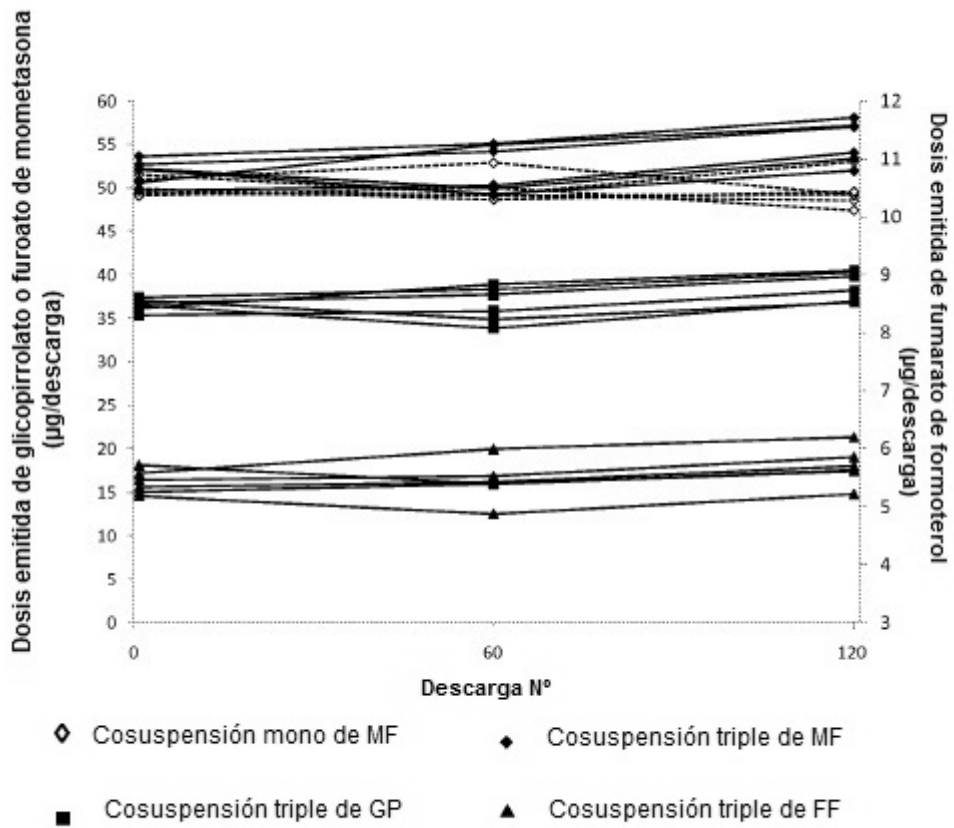 Dosis emitida de glicopirrolato o furoato de mometasona
(µg/descarga)
60
55
50
45
40
35
30
25
20
15
10
5
0
12
11
10
9
8
7
6
5
4
3
Dosis emitida de fumarato de formoterol
(µg/descarga)
0
60
120
Descarga Nº
Cosuspensión mono de MF
Cosuspensión triple de MF
Cosuspensión triple de GP
Cosuspensión triple de FF